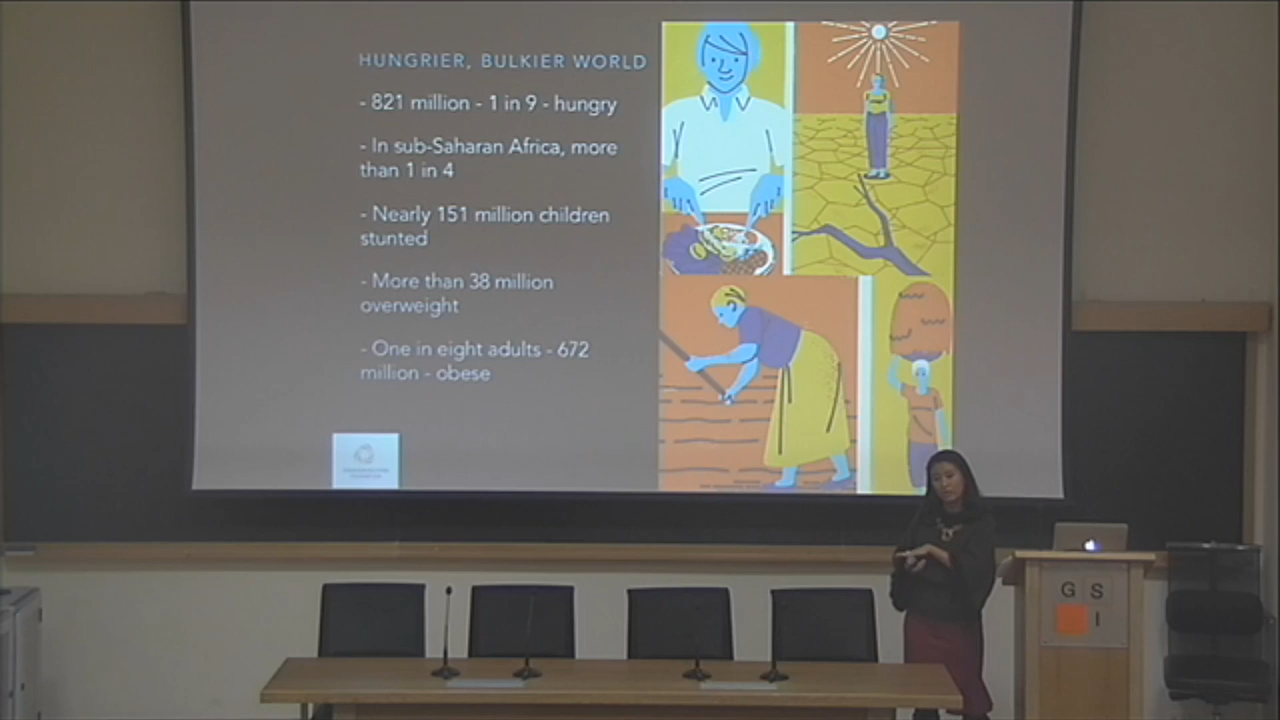 HUNGRIER, BULKIER WORLD
- 821 million - 1 in 9 - hungry
- In sub-Saharan Africa, more
than 1 in 4
- Nearly 151 million children
stunted
- More than 38 million
overweight
- One in eight adults - 672
million - obese
G S
I